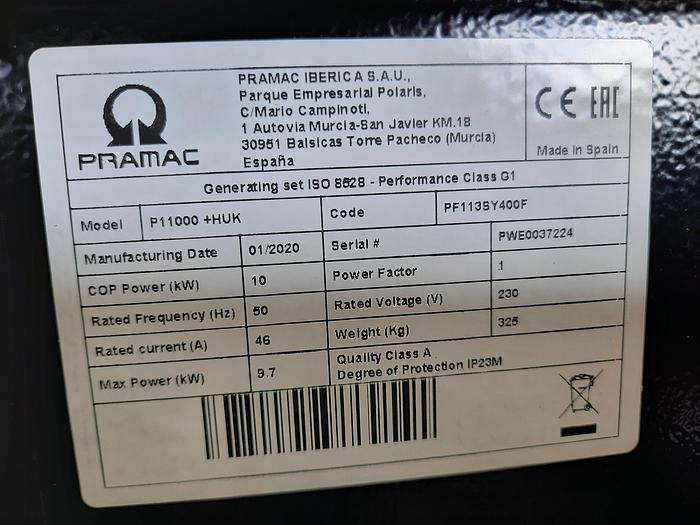 PRAMAC
PRAMAC IBERICA S.A.U.,
Parque Empresarial Polaris,
C/Mario Campinoti,
1 Autovia Murcia-San Javier KM.18
30951 Balsicas Torre Pacheco (Murcia)
España
CE EAC
Made in Spain
Generating set ISO 8528 - Performance Class G1
Model P11000 +HUK Code PF113SY400F
Manufacturing Date 01/2020 Serial # PWE0037224
COP Power (kW) 10 Power Factor 1
Rated Frequency (Hz) 50 Rated Voltage (V) 230
Rated current (A) 46 Weight (Kg) 325
Max Power (kW) 9.7 Quality Class A
Degree of Protection IP23M